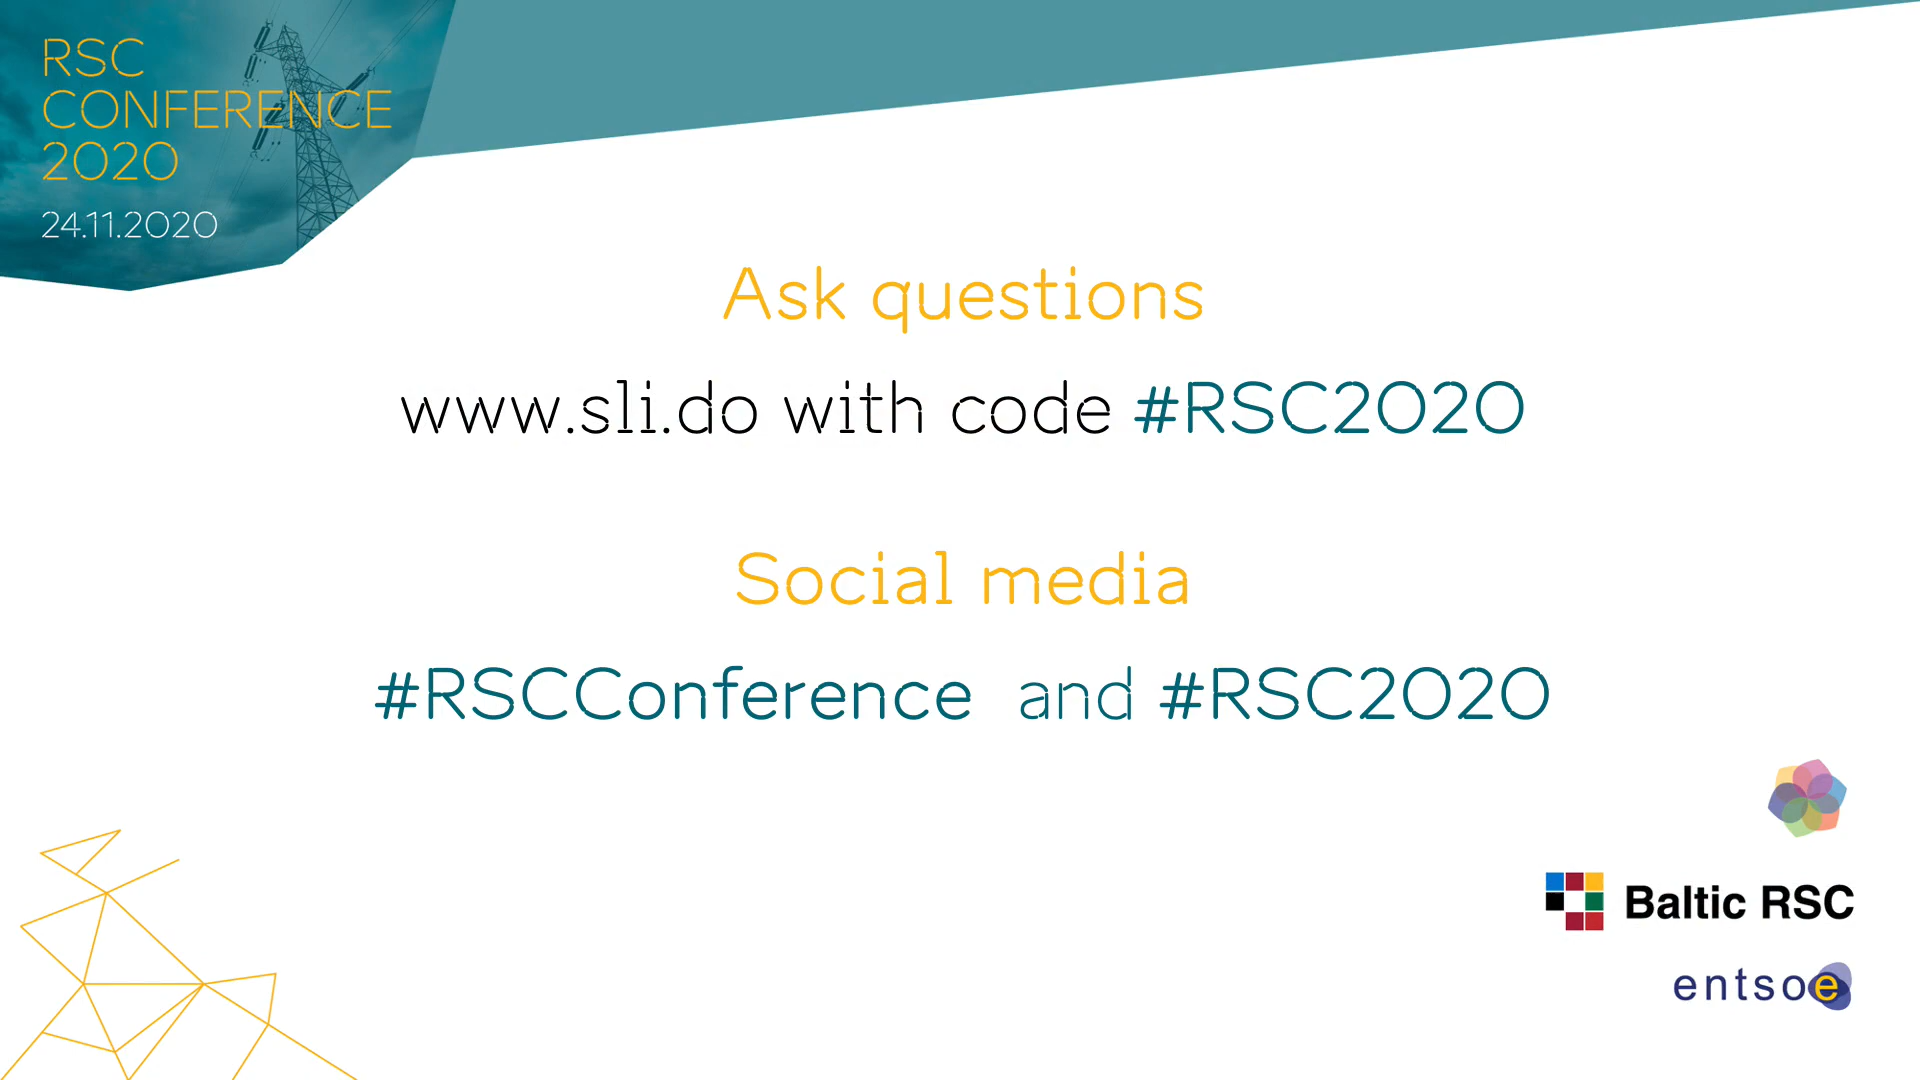 RSC
CONFERENCE
2020
24.11.2020
Ask questions
www.sli.do with code #RSC2020
Social media
#RSCConference and #RSC2020
Baltic RSC
entsoe